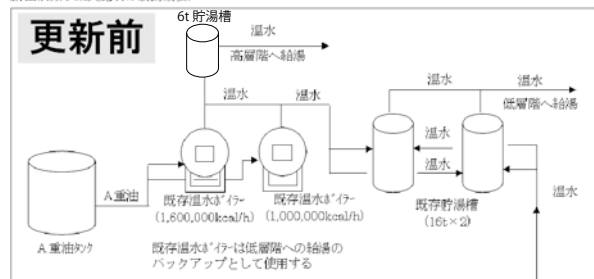 更新前
6t 貯湯槽
温水
高層階へ給湯
温水
温水
温水
温水
低層階へ給湯
温水
温水
温水
A重油
既存温水ボイラー
(1,600,000kcal/h)
既存温水ボイラー
(1,000,000kcal/h)
既存貯湯槽
(16t×2)
A重油タンク
既存温水ボイラーは低層階への給湯の
バックアップとして使用する